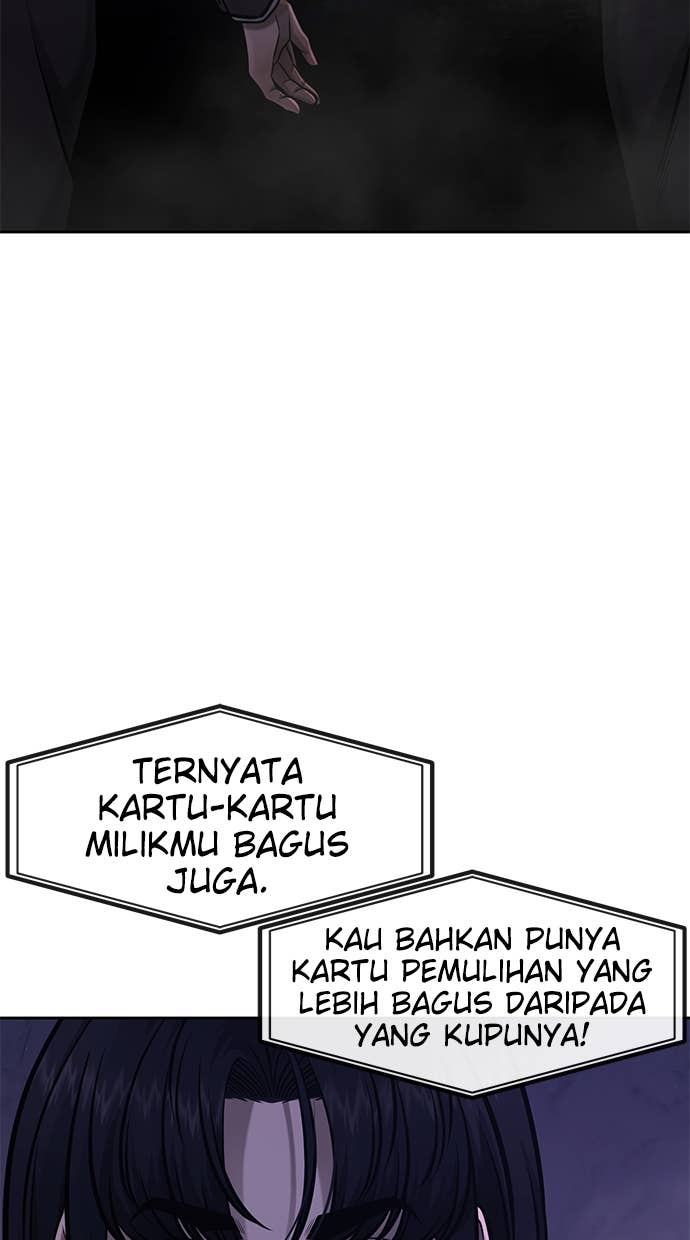 TERNYATA
KARTU-KARTU
MILIKMU BAGUS
JUGA.
KAU BAHKAN PUNYA
KARTU PEMULIHAN YANG
LEBIH BAGUS DARIPADA
YANG KUPUNYA!